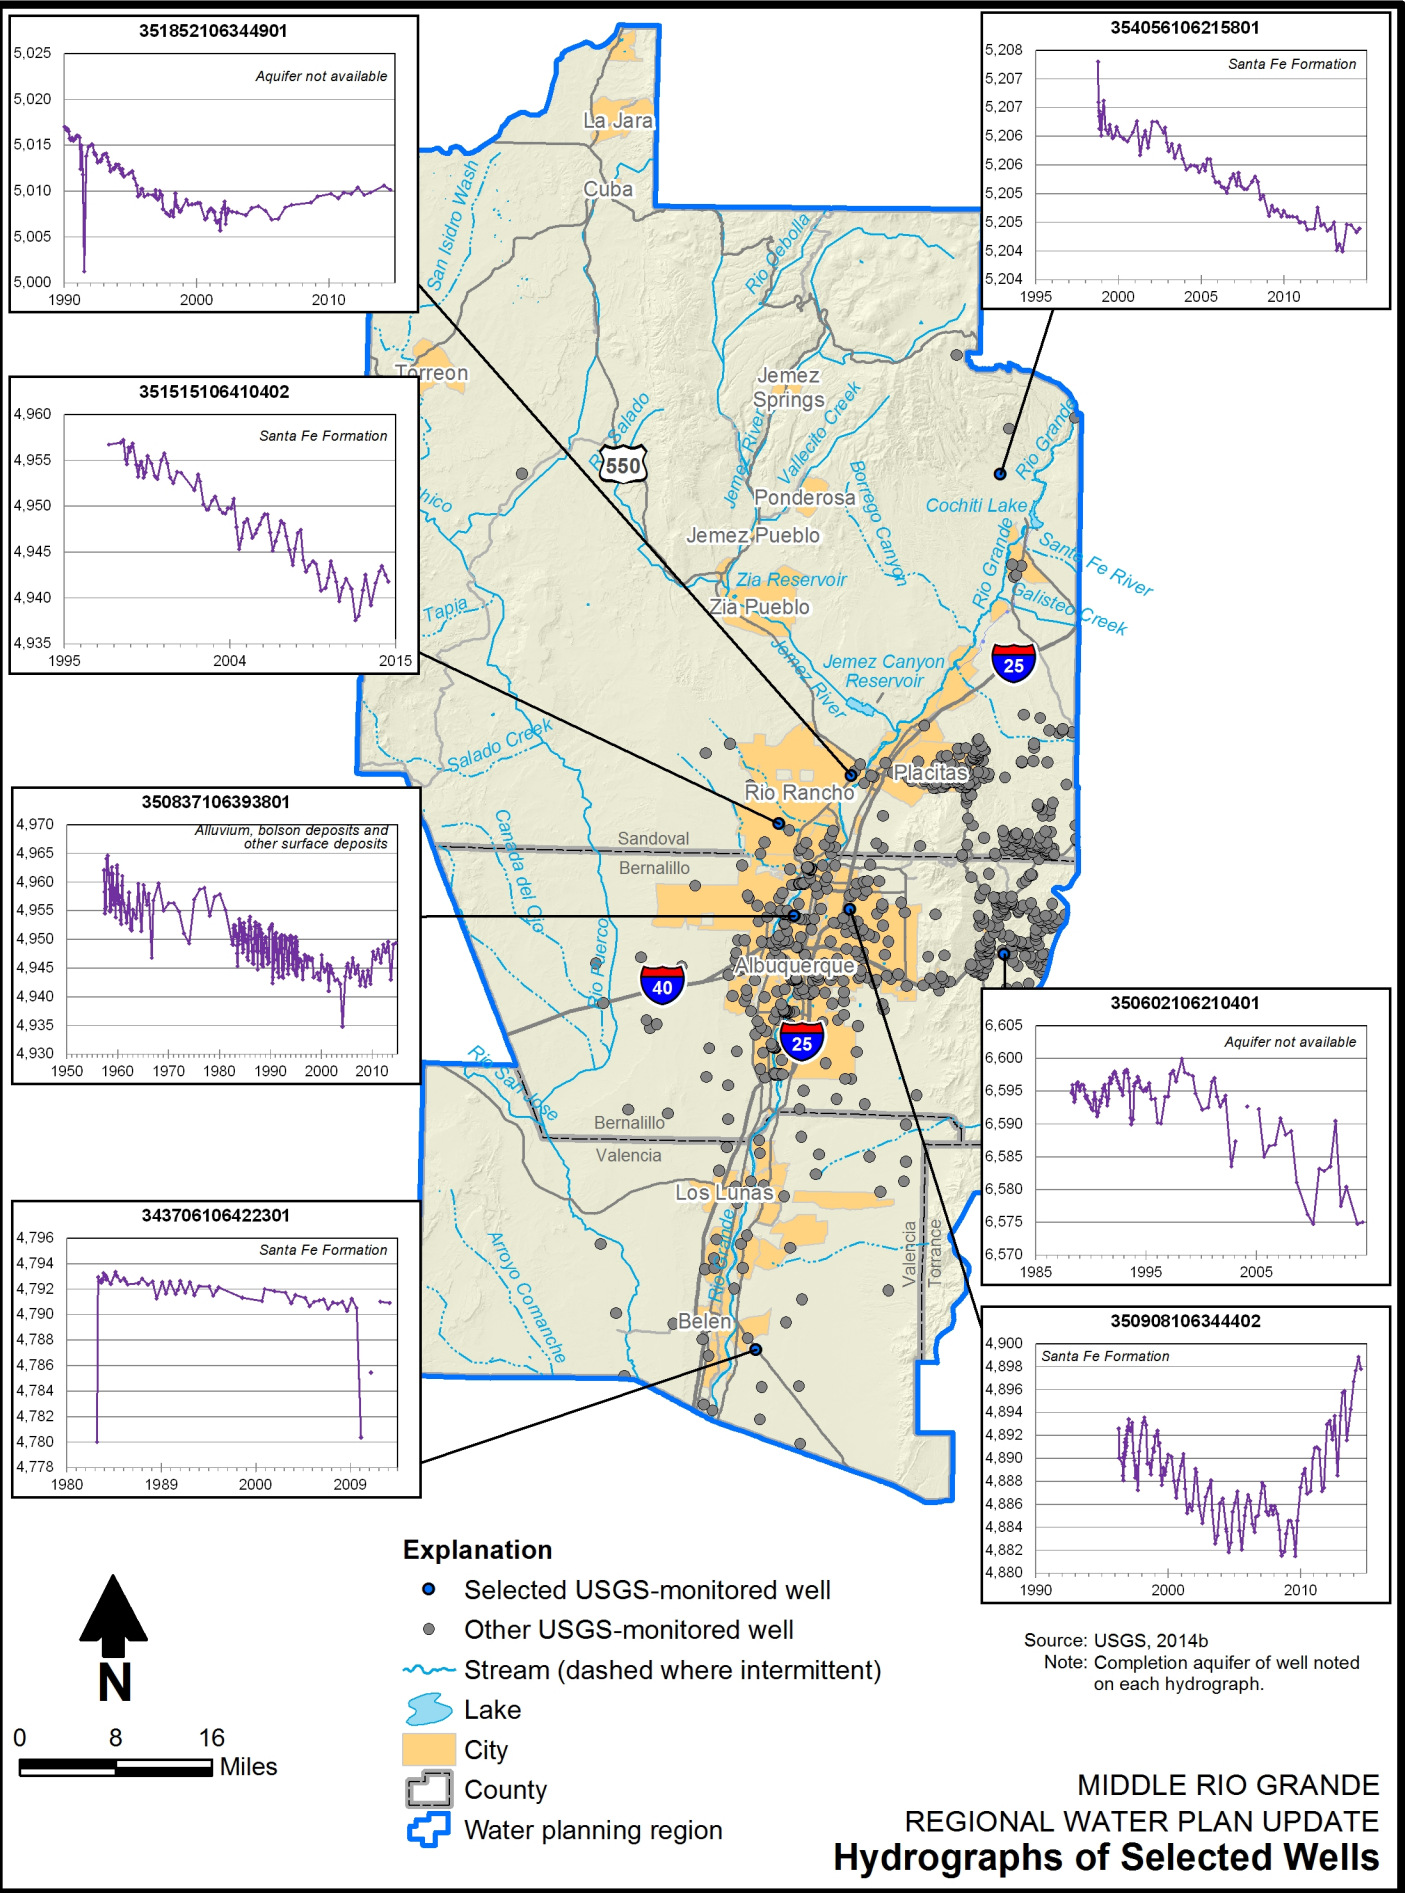 351852106344901
Aquifer not available
5,025
5,020
5,015
5,010
5,005
5,000
1990
2000
2010
354056106215801
Santa Fe Formation
5,208
5,207
5,207
5,206
5,206
5,205
5,205
5,204
5,204
1995
2000
2005
2010
351515106410402
Santa Fe Formation
4,960
4,955
4,950
4,945
4,940
4,935
1995
2004
2015
350837106393801
Alluvium, bolson deposits and
other surface deposits
4,970
4,965
4,960
4,955
4,950
4,945
4,940
4,935
4,930
1950
1960
1970
1980
1990
2000
2010
343706106422301
Santa Fe Formation
4,796
4,794
4,792
4,790
4,788
4,786
4,784
4,782
4,780
4,778
1980
1989
2000
2009
350602106210401
Aquifer not available
6,605
6,600
6,595
6,590
6,585
6,580
6,575
6,570
1985
1995
2005
350908106344402
Santa Fe Formation
4,900
4,898
4,896
4,894
4,892
4,890
4,888
4,886
4,884
4,882
4,880
1990
2000
2010
La Jara
Cuba
San Isidro Wash
Rio Cebolla
Torreon
Jemez
Springs
Salado
550
Jemez River
Vallecito Creek
Rio Grande
Ponderosa
Borrego Canyon
Cochiti Lake
hico
Jemez Pueblo
Rio Grande
Santa Fe River
Zia Reservoir
Zia Pueblo
Tapia
Galisteo Creek
Jemez River
Jemez Canyon
Reservoir
25
Salado Creek
Placitas
Rio Rancho
Canada del Ojo
Sandoval
Bernalillo
Rio Puerco
Albuquerque
40
25
Rio San Jose
Bernalillo
Valencia
Los Lunas
Arroyo Comanche
Rio Grande
Valencia
Torrance
Belen
Explanation
Selected USGS-monitored well
Other USGS-monitored well
Stream (dashed where intermittent)
Lake
City
County
Water planning region
N
0 8 16
Miles
Source: USGS, 2014b
Note: Completion aquifer of well noted
on each hydrograph.
MIDDLE RIO GRANDE
REGIONAL WATER PLAN UPDATE
Hydrographs of Selected Wells